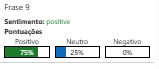 Frase 9
Sentimento: positive
Pontuações
Positivo Neutro Negativo
75% 25% 0%